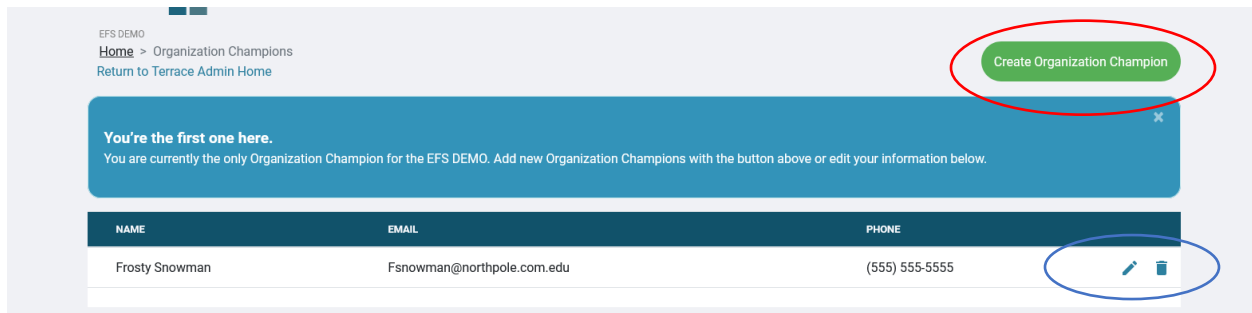 EFS DEMO
Home > Organization Champions
Return to Terrace Admin Home
Create Organization Champion
You're the first one here.
You are currently the only Organization Champion for the EFS DEMO. Add new Organization Champions with the button above or edit your information below.
NAME EMAIL PHONE
Frosty Snowman Fsnowman@northpole.com.edu (555) 555-5555